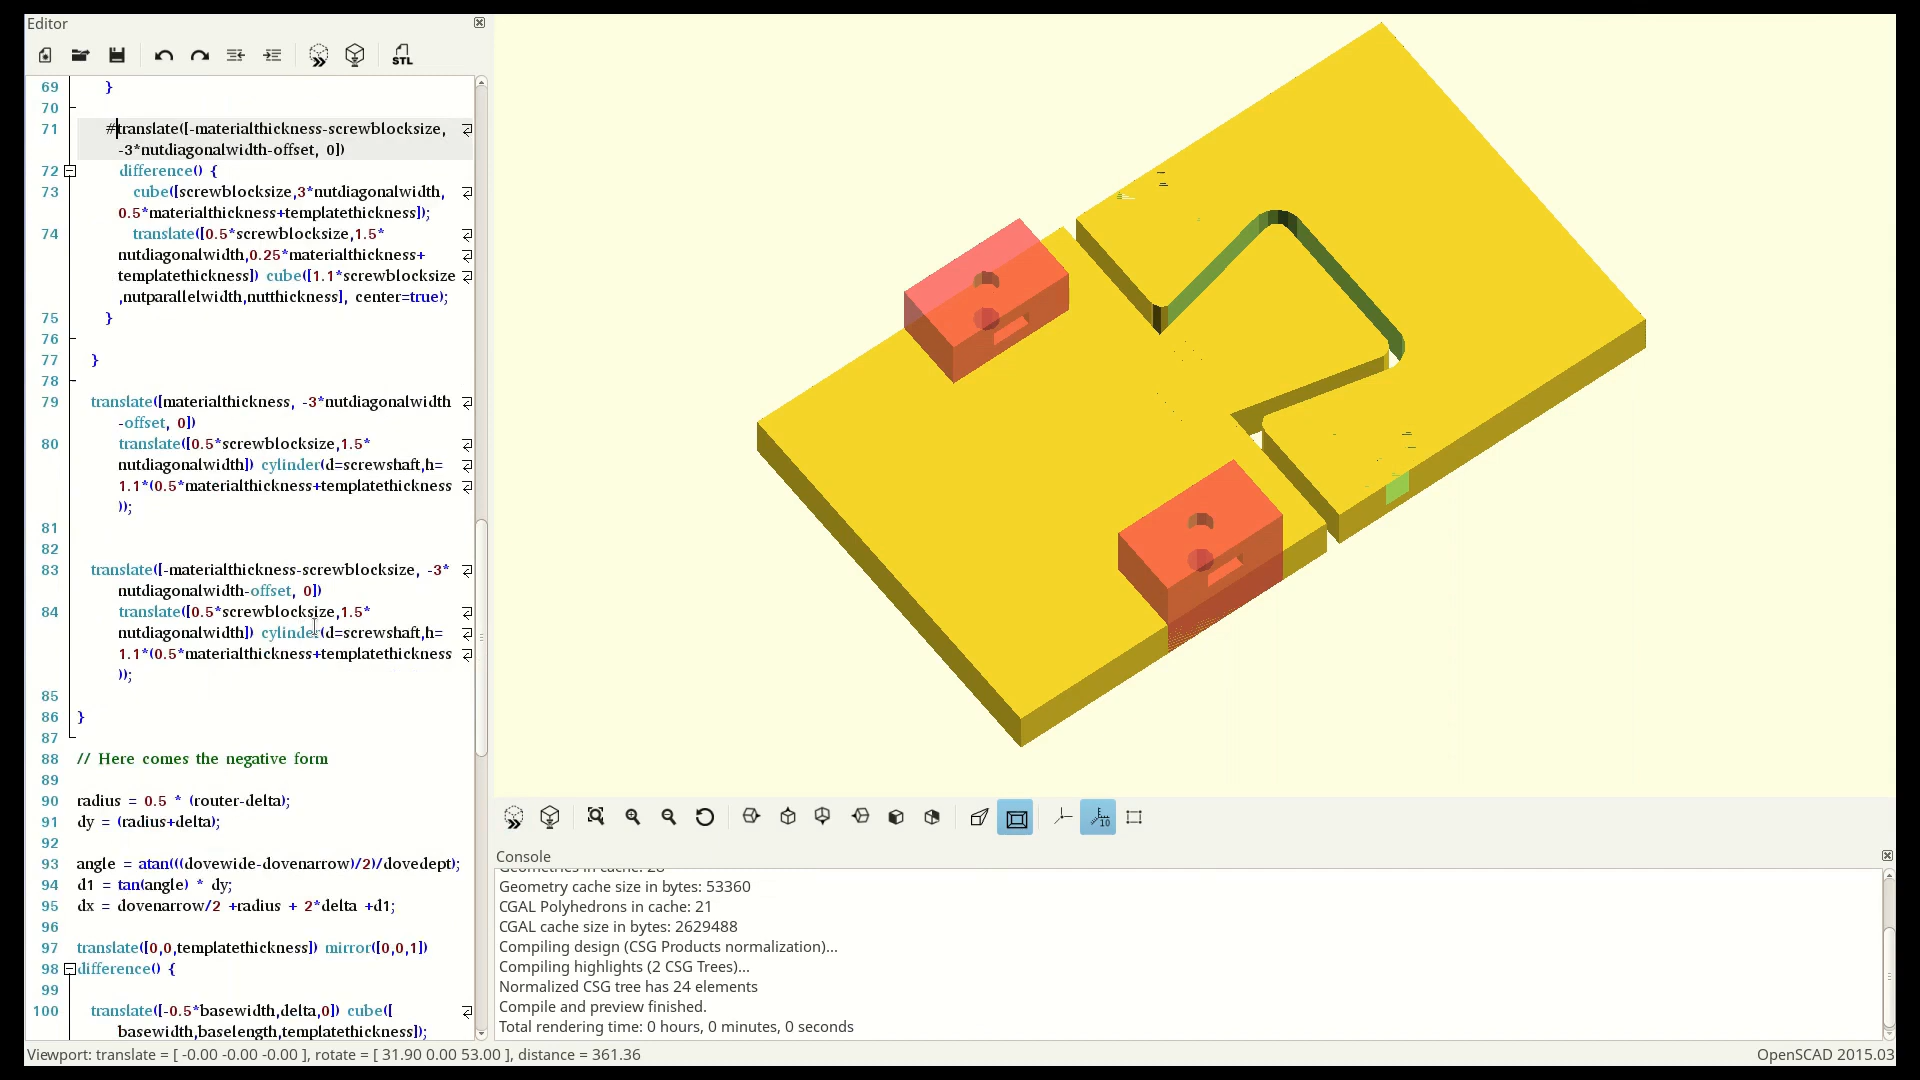 Editor
STL
69 }
70
71 #translate([-materialthickness-screwblocksize,
-3*nutdiagonalwidth-offset, 0])
72 difference() {
73 cube([screwblocksize,3*nutdiagonalwidth,
0.5*materialthickness+templatethickness]);
74 translate([0.5*screwblocksize,1.5*
nutdiagonalwidth,0.25*materialthickness+
templatethickness]) cube([1.1*screwblocksize
,nutparallelwidth,nutthickness], center=true);
75 }
76
77 }
78
79 translate([materialthickness, -3*nutdiagonalwidth
-offset, 0])
80 translate([0.5*screwblocksize,1.5*
nutdiagonalwidth]) cylinder(d=screwshaft,h=
1.1*(0.5*materialthickness+templatethickness
));
81
82
83 translate([-materialthickness-screwblocksize, -3*
nutdiagonalwidth-offset, 0])
84 translate([0.5*screwblocksize,1.5*
nutdiagonalwidth]) cylinder(d=screwshaft,h=
1.1*(0.5*materialthickness+templatethickness
));
85
86 }
87
88 // Here comes the negative form
89
90 radius = 0.5 * (router-delta);
91 dy = (radius+delta);
92
93 angle = atan(((dovewide-dovenarrow)/2)/dovedept);
94 d1 = tan(angle) * dy;
95 dx = dovenarrow/2 +radius + 2*delta +d1;
96
97 translate([0,0,templatethickness]) mirror([0,0,1])
98 difference() {
99
100 translate([-0.5*basewidth,delta,0]) cube([
basewidth,baselength,templatethickness]);
10
Console
Geometries in cache: 28
Geometry cache size in bytes: 53360
CGAL Polyhedrons in cache: 21
CGAL cache size in bytes: 2629488
Compiling design (CSG Products normalization)...
Compiling highlights (2 CSG Trees)...
Normalized CSG tree has 24 elements
Compile and preview finished.
Total rendering time: 0 hours, 0 minutes, 0 seconds
Viewport: translate = [ -0.00 -0.00 -0.00 ], rotate = [ 31.90 0.00 53.00 ], distance = 361.36
OpenSCAD 2015.03